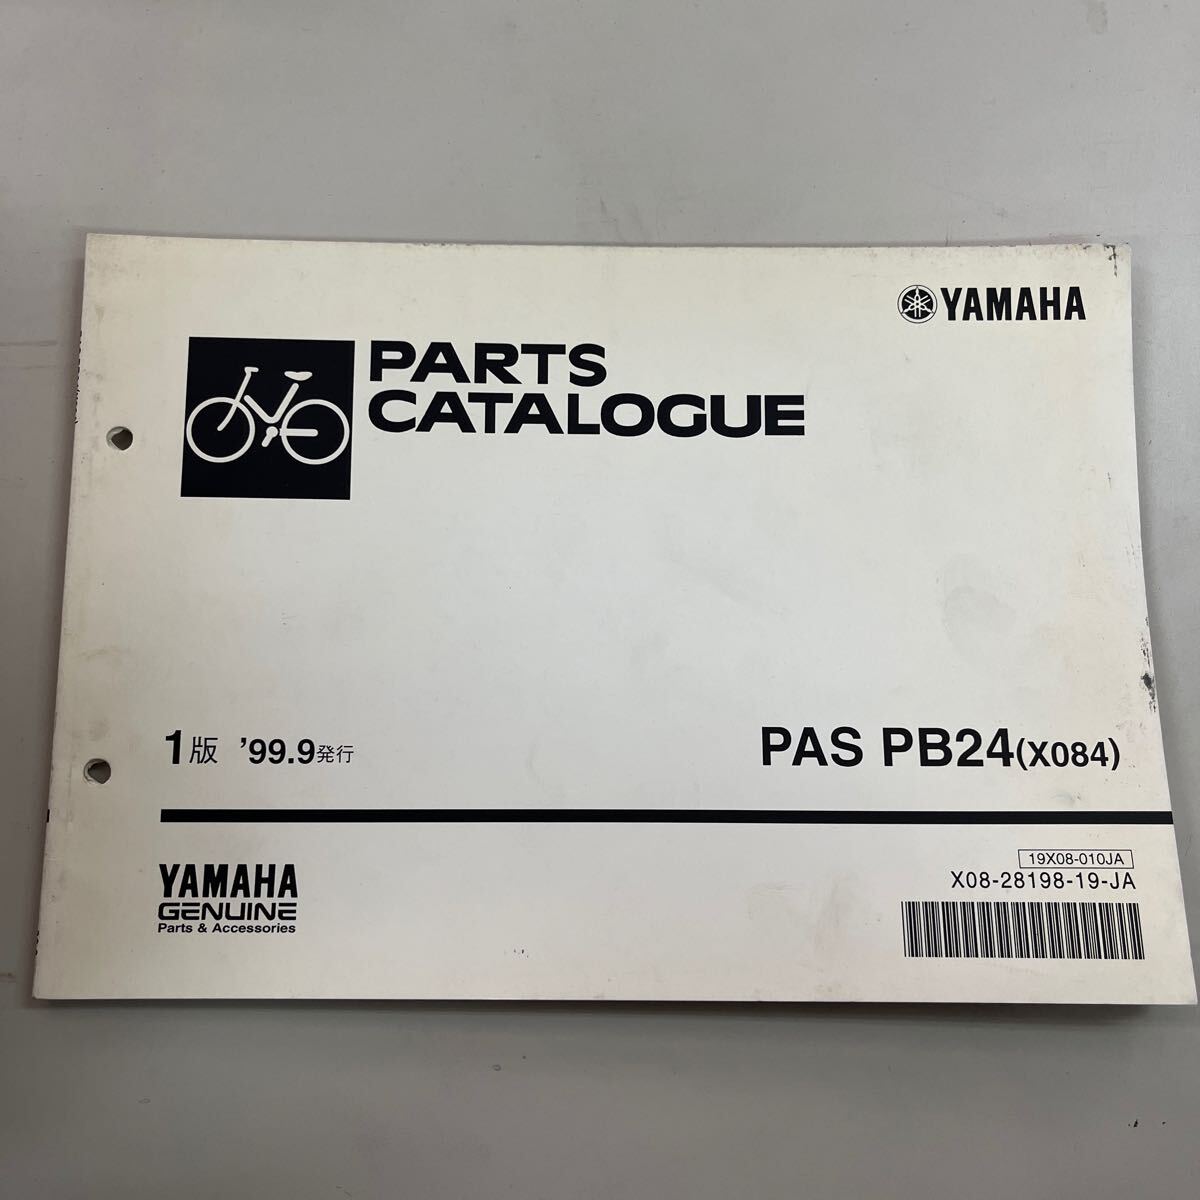 YAMAHA
PARTS
CATALOGUE
1版 '99.9発行
PAS PB24(X084)
19X08-010JA
X08-28198-19-JA
YAMAHA
GENUINE
Parts & Accessories